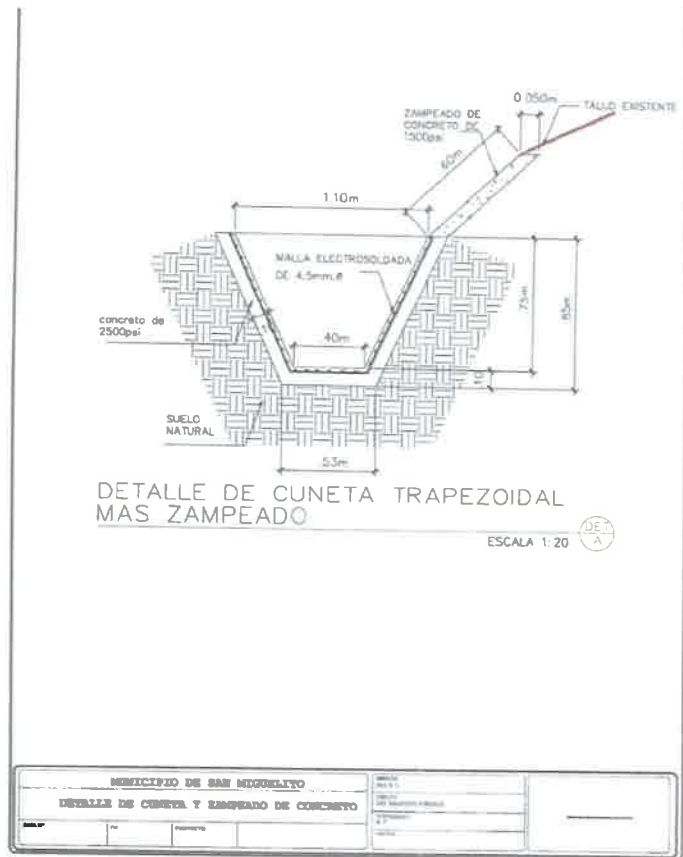 0.050m
TALUD EXISTENTE
ZAMPEADO DE
CONCRETO DE
1500psi
.60m
1.10m
MALLA ELECTROSOLDADA
DE 4.5mm.ø
concreto de
2500psi
.40m
.75m
.85m
.10
SUELO
NATURAL
.53m
DETALLE DE CUNETA TRAPEZOIDAL
MAS ZAMPEADO
ESCALA 1:20
DET
A
MUNICIPIO DE SAN MIGUELITO
DETALLE DE CUNETA Y ZAMPEADO DE CONCRETO